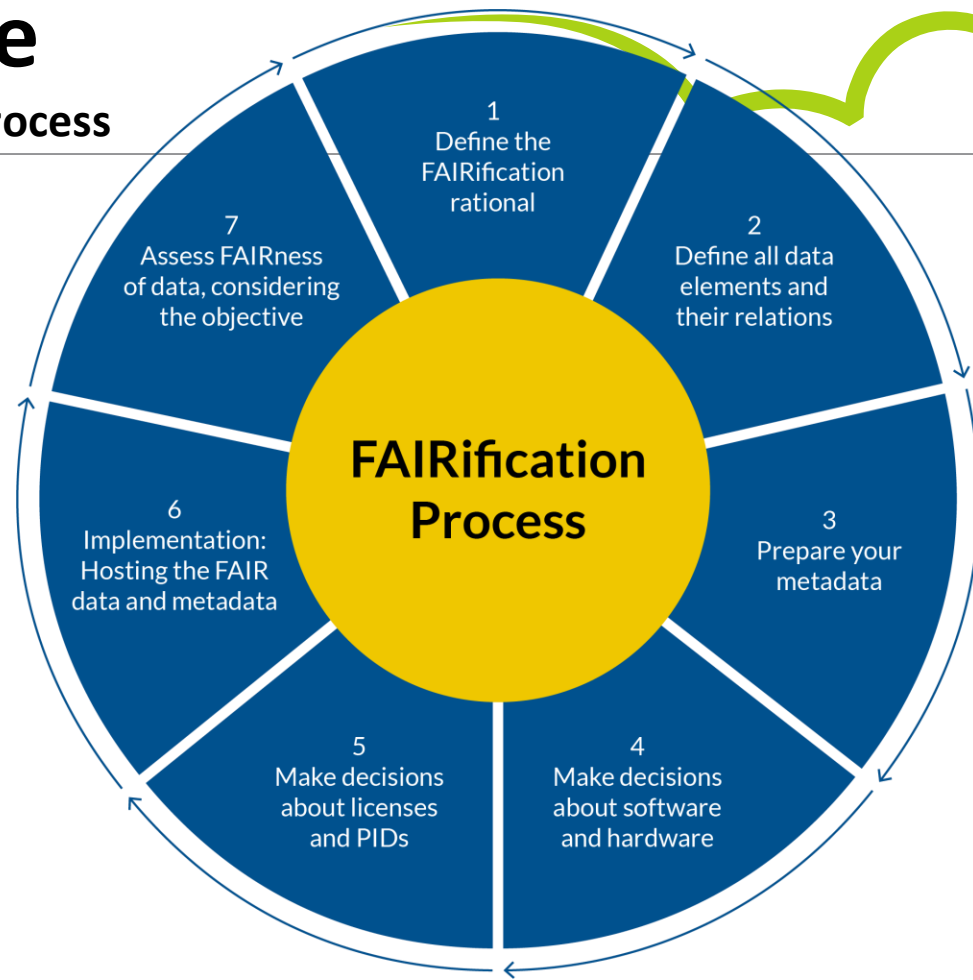 e
rocess
1
Define the
FAIRification
rational
2
Define all data
elements and
their relations
3
Prepare your
metadata
4
Make decisions
about software
and hardware
5
Make decisions
about licenses
and PIDs
6
Implementation:
Hosting the FAIR
data and metadata
7
Assess FAIRness
of data, considering
the objective
FAIRification
Process